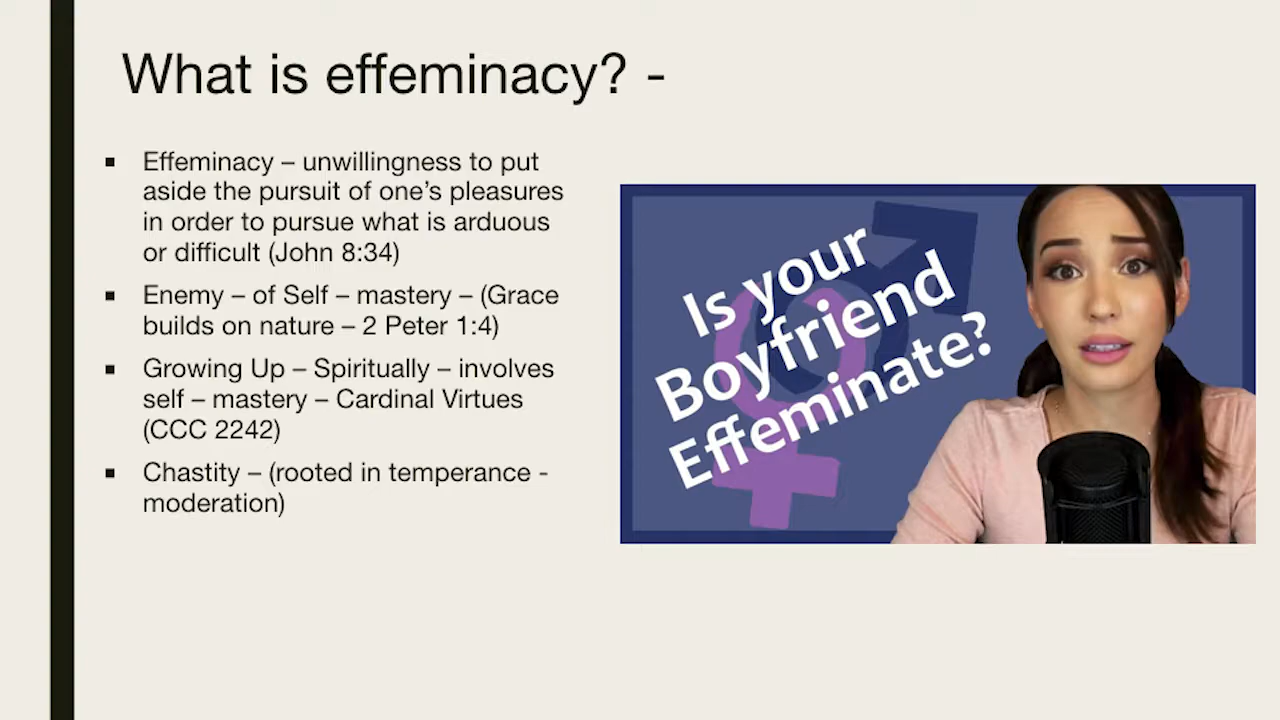 What is effeminacy? -
▪ Effeminacy – unwillingness to put
aside the pursuit of one’s pleasures
in order to pursue what is arduous
or difficult (John 8:34)
▪ Enemy – of Self – mastery – (Grace
builds on nature – 2 Peter 1:4)
▪ Growing Up – Spiritually – involves
self – mastery – Cardinal Virtues
(CCC 2242)
▪ Chastity – (rooted in temperance -
moderation)
Is your
Boyfriend
Effeminate?